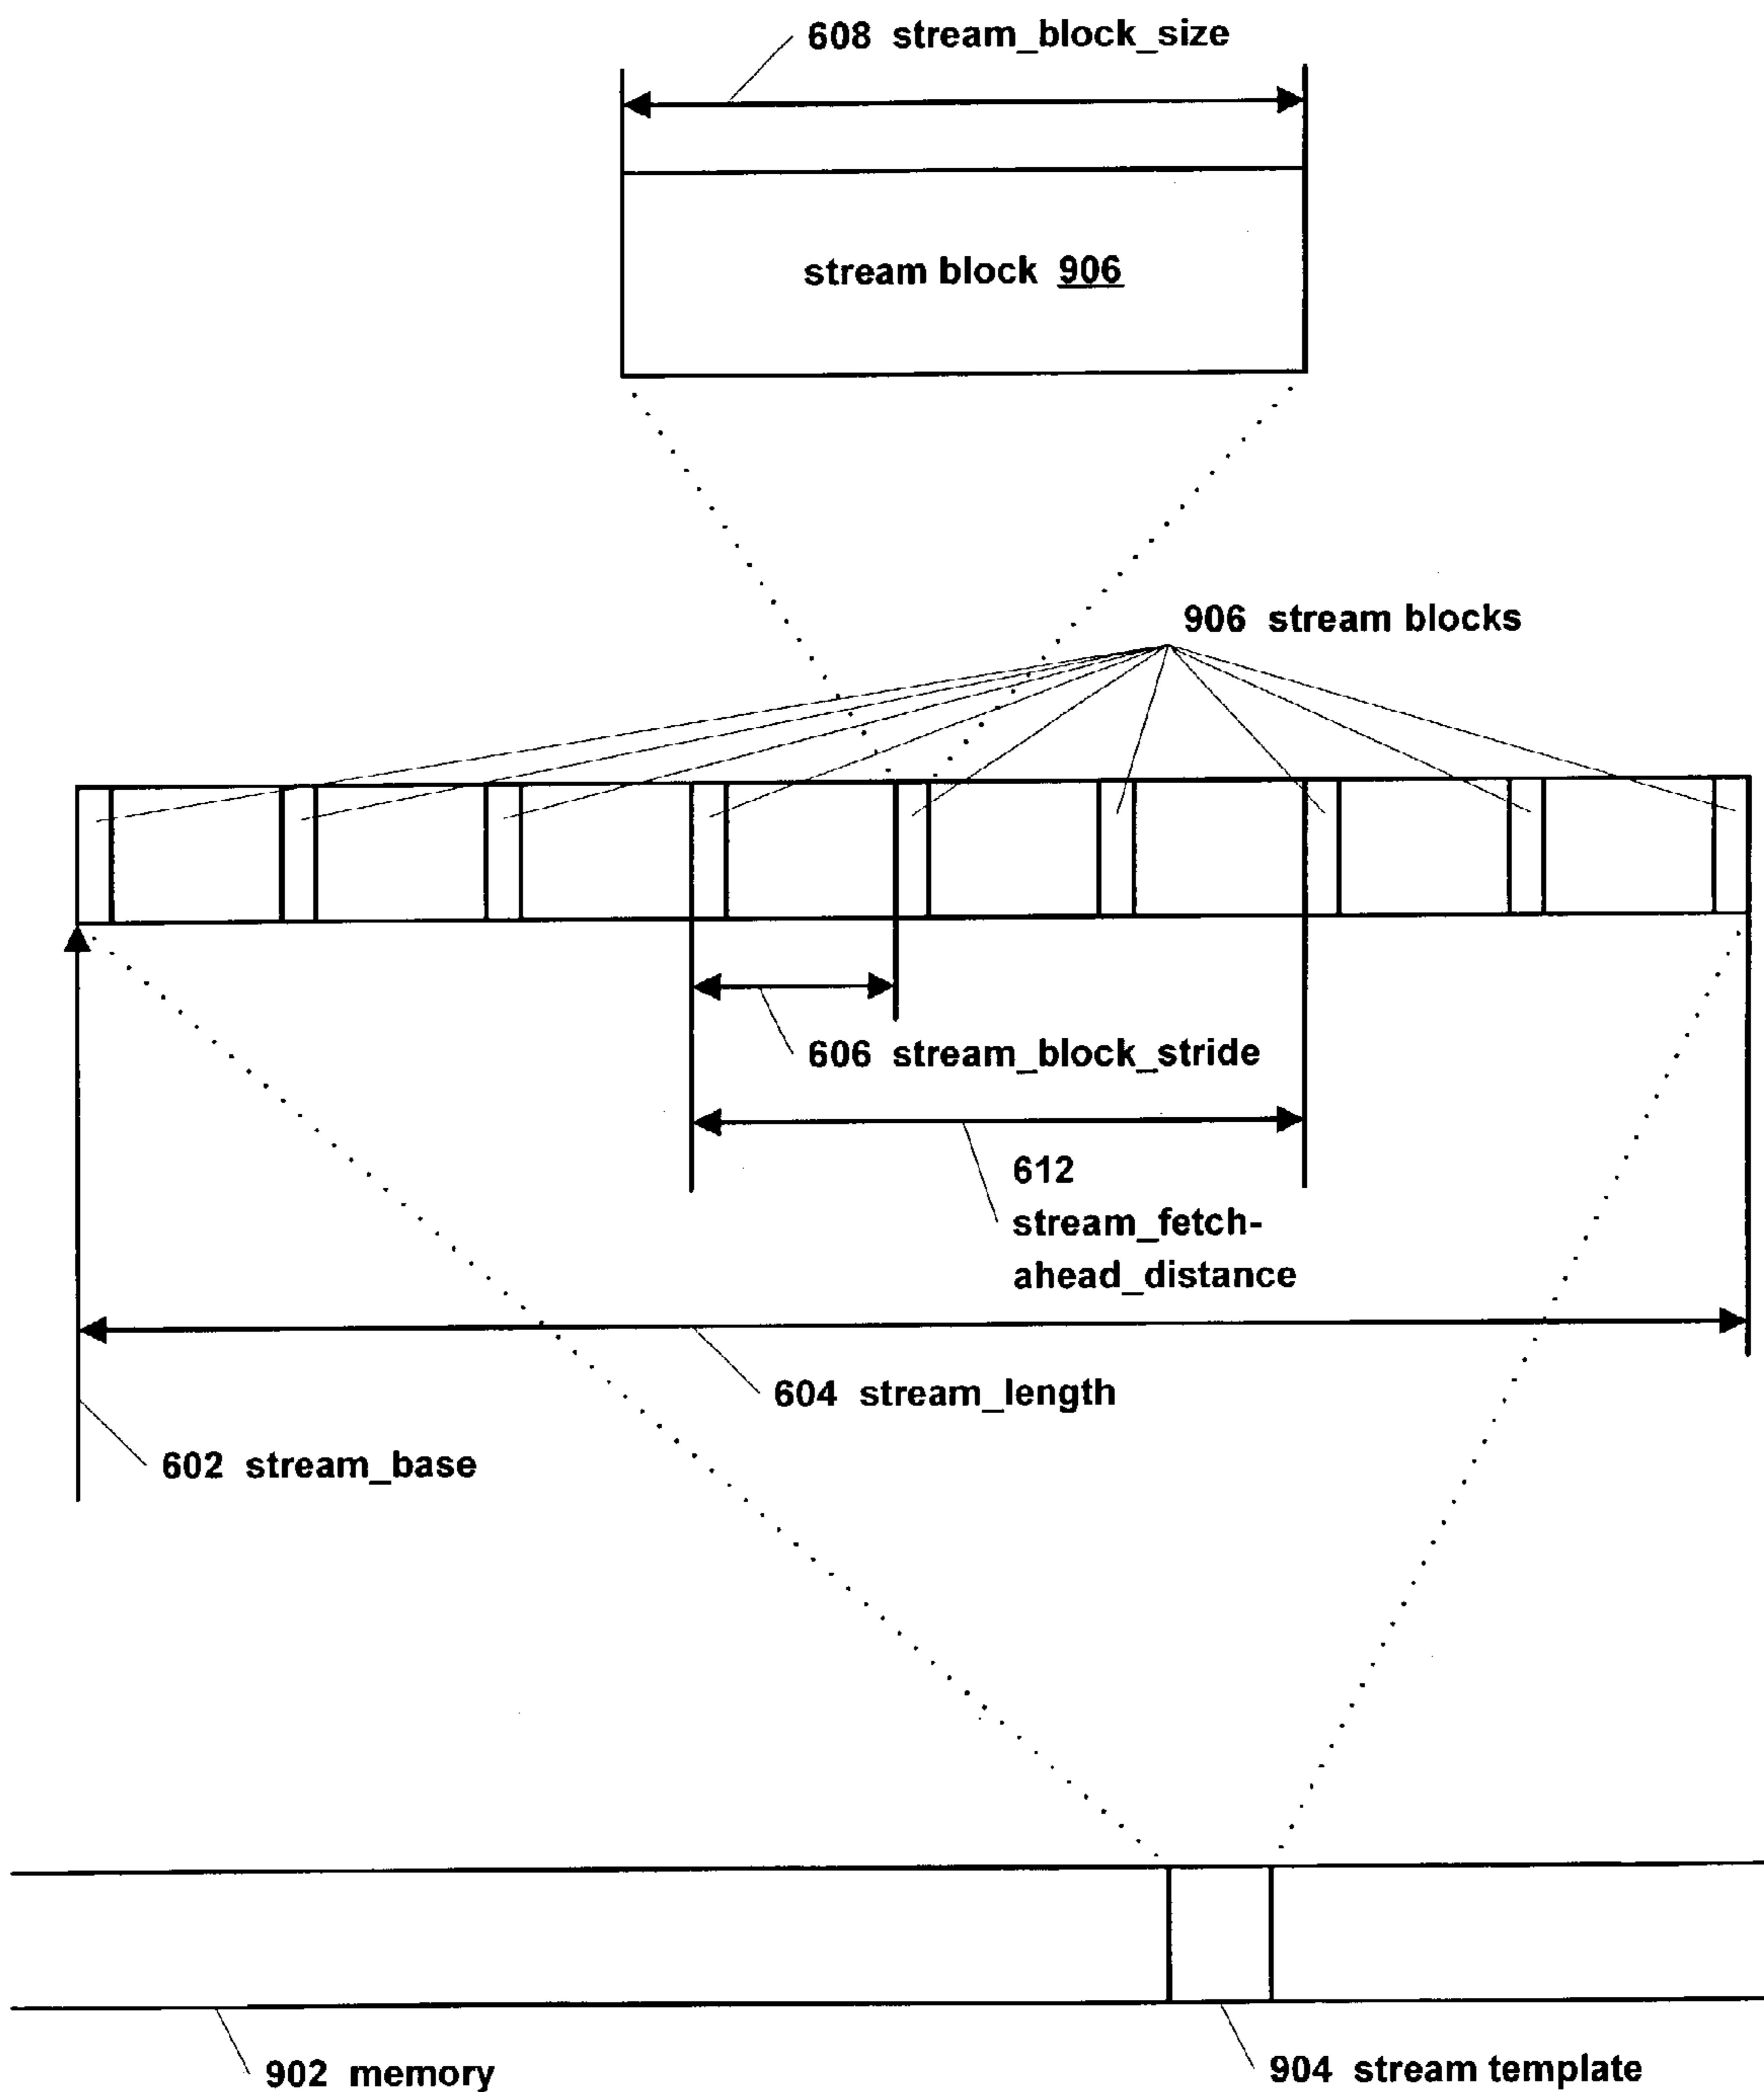 608 stream_block_size
stream block 906
906 stream blocks
606 stream_block_stride
612
stream_fetch-
ahead_distance
604 stream_length
602 stream_base
902 memory
904 stream template